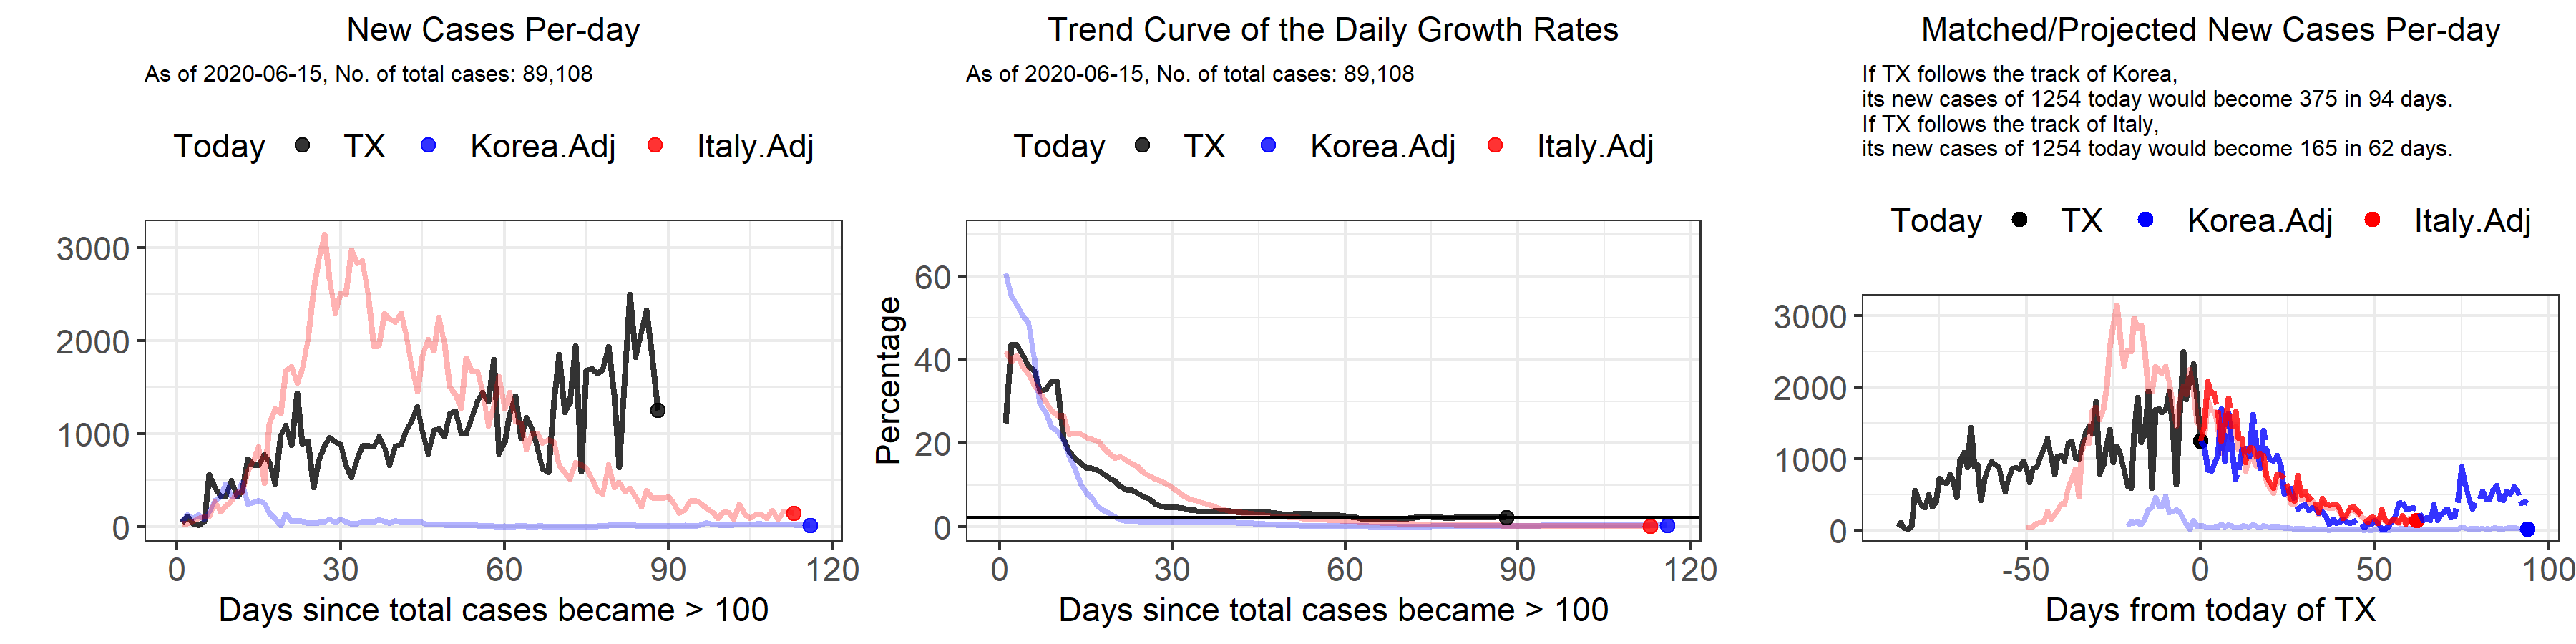 New Cases Per-day
As of 2020-06-15, No. of total cases: 89,108
Today TX Korea.Adj Italy.Adj
3000
2000
1000
0
0 30 60 90 120
Days since total cases became > 100
Trend Curve of the Daily Growth Rates
As of 2020-06-15, No. of total cases: 89,108
Today TX Korea.Adj Italy.Adj
Percentage
60
40
20
0
0 30 60 90 120
Days since total cases became > 100
Matched/Projected New Cases Per-day
If TX follows the track of Korea,
its new cases of 1254 today would become 375 in 94 days.
If TX follows the track of Italy,
its new cases of 1254 today would become 165 in 62 days.
Today TX Korea.Adj Italy.Adj
3000
2000
1000
0
-50 0 50 100
Days from today of TX